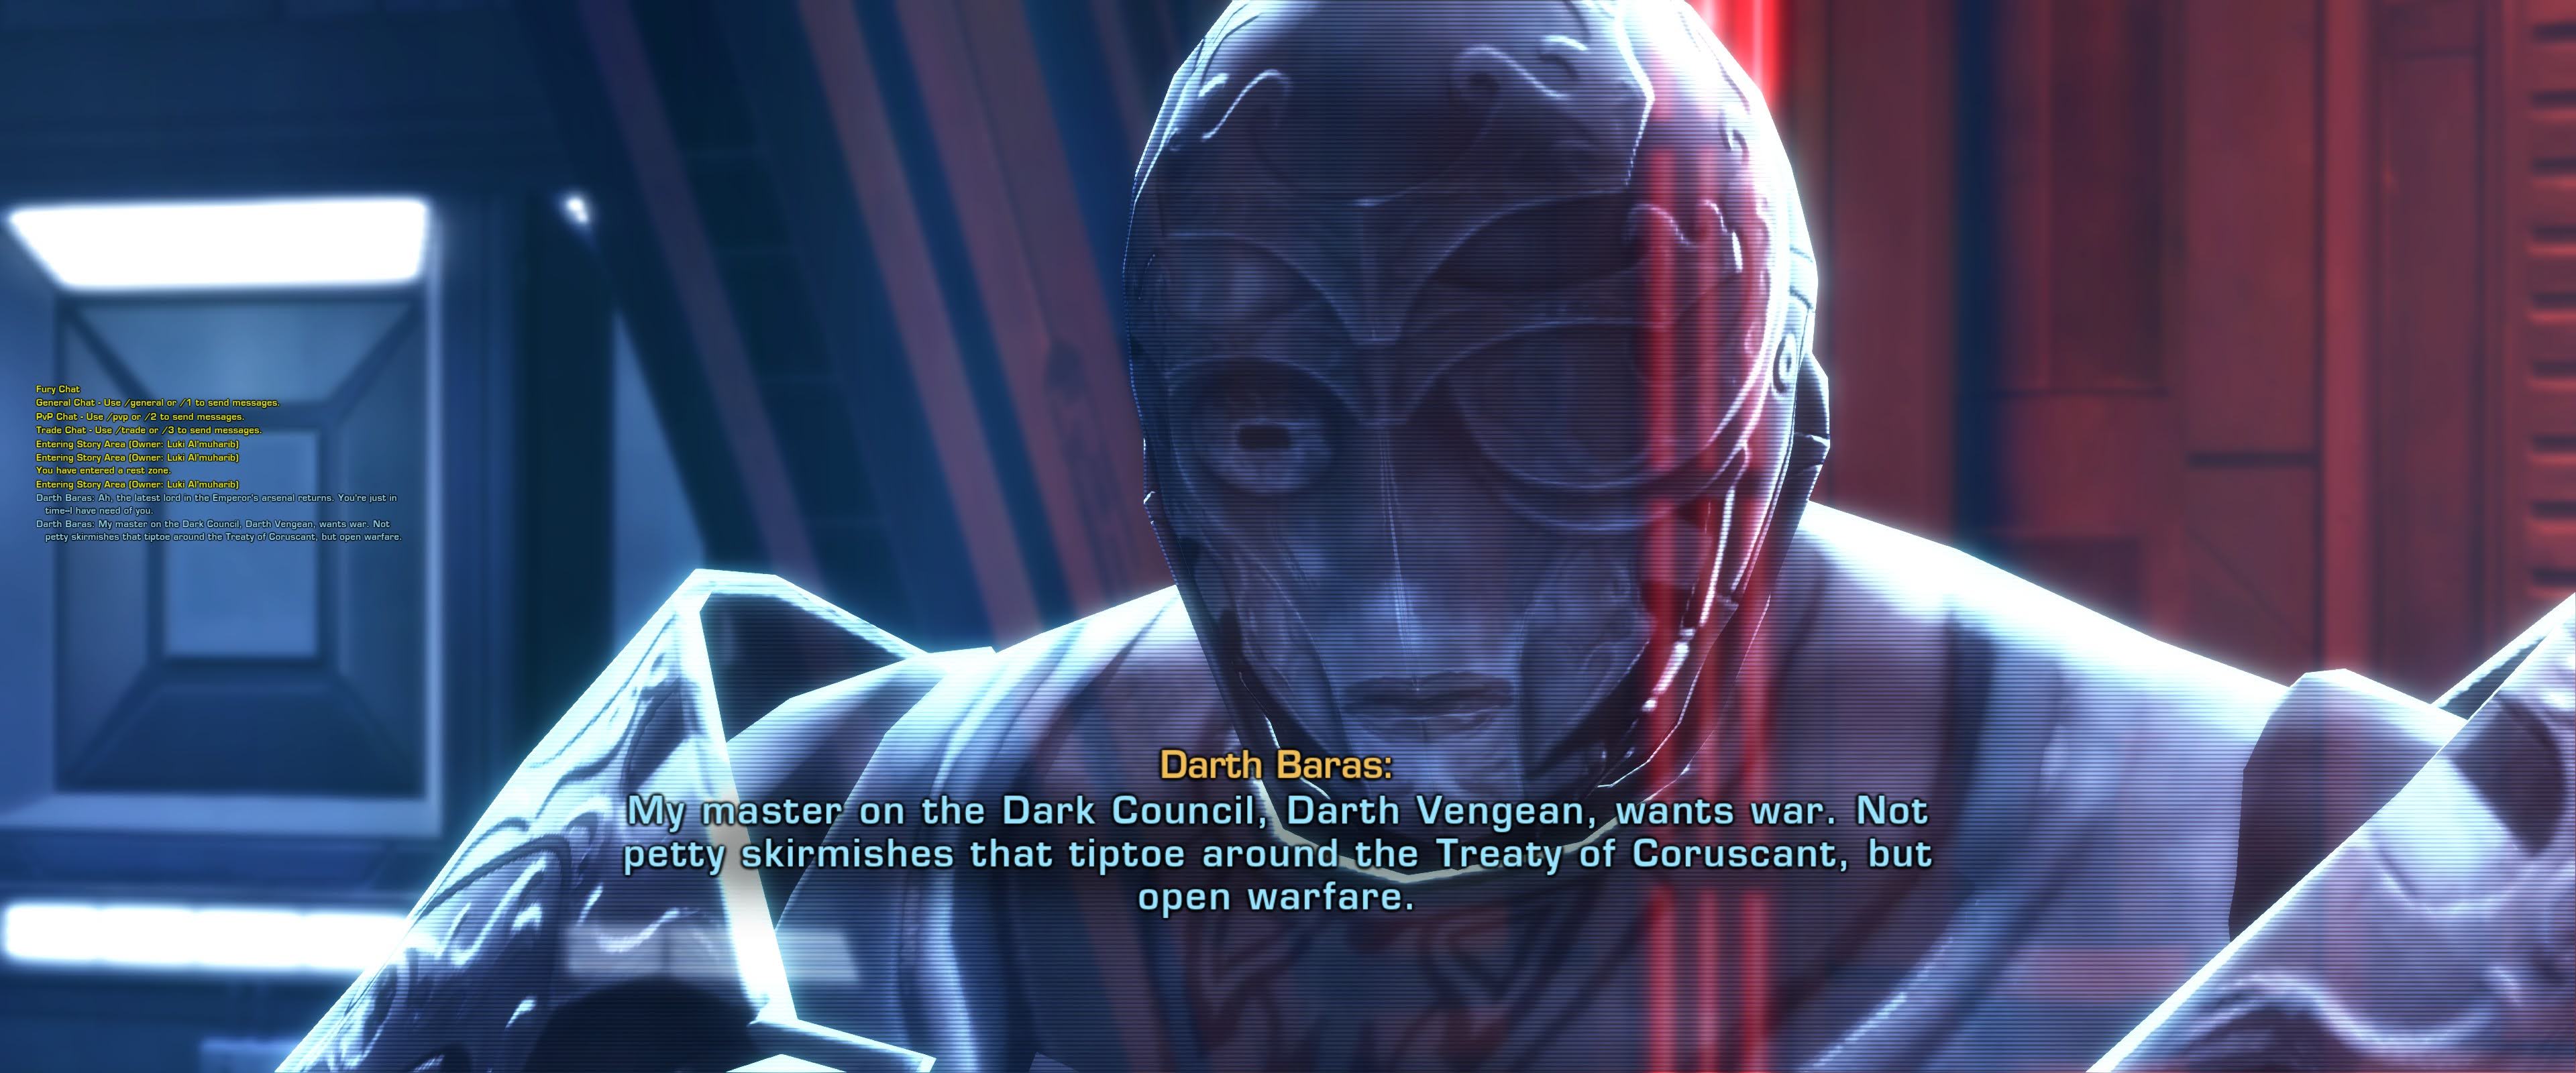 Fury Chat
General Chat - Use /general or /1 to send messages.
PvP Chat - Use /pvp or /2 to send messages.
Trade Chat - Use /trade or /3 to send messages.
Entering Story Area (Owner: Luki Al'muharib)
Entering Story Area (Owner: Luki Al'muharib)
You have entered a rest zone.
Entering Story Area (Owner: Luki Al'muharib)
Darth Baras: Ah, the latest lord in the Emperor's arsenal returns. You're just in
time–I have need of you.
Darth Baras: My master on the Dark Council, Darth Vengean, wants war. Not
petty skirmishes that tiptoe around the Treaty of Coruscant, but open warfare.
Darth Baras:
My master on the Dark Council, Darth Vengean, wants war. Not
petty skirmishes that tiptoe around the Treaty of Coruscant, but
open warfare.